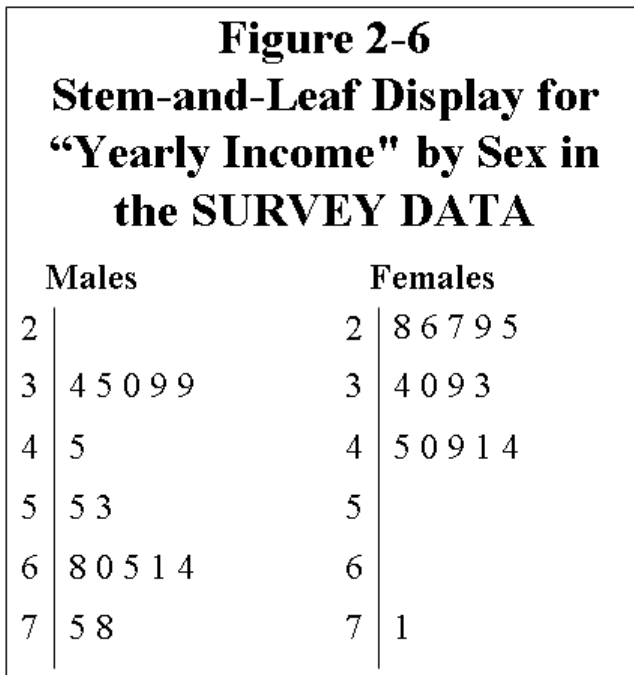 Figure 2-6
Stem-and-Leaf Display for
“Yearly Income" by Sex in
the SURVEY DATA
Males Females
2 2 8 6 7 9 5
3 4 5 0 9 9 3 4 0 9 3
4 5 4 5 0 9 1 4
5 5 3 5
6 8 0 5 1 4 6
7 5 8 7 1